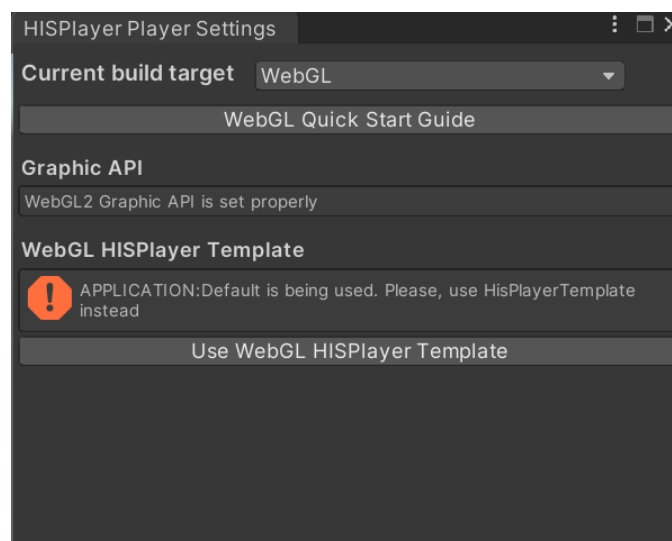 HISPlayer Player Settings
Current build target WebGL
WebGL Quick Start Guide
Graphic API
WebGL2 Graphic API is set properly
WebGL HISPlayer Template
APPLICATION:Default is being used. Please, use HisPlayerTemplate
instead
Use WebGL HISPlayer Template